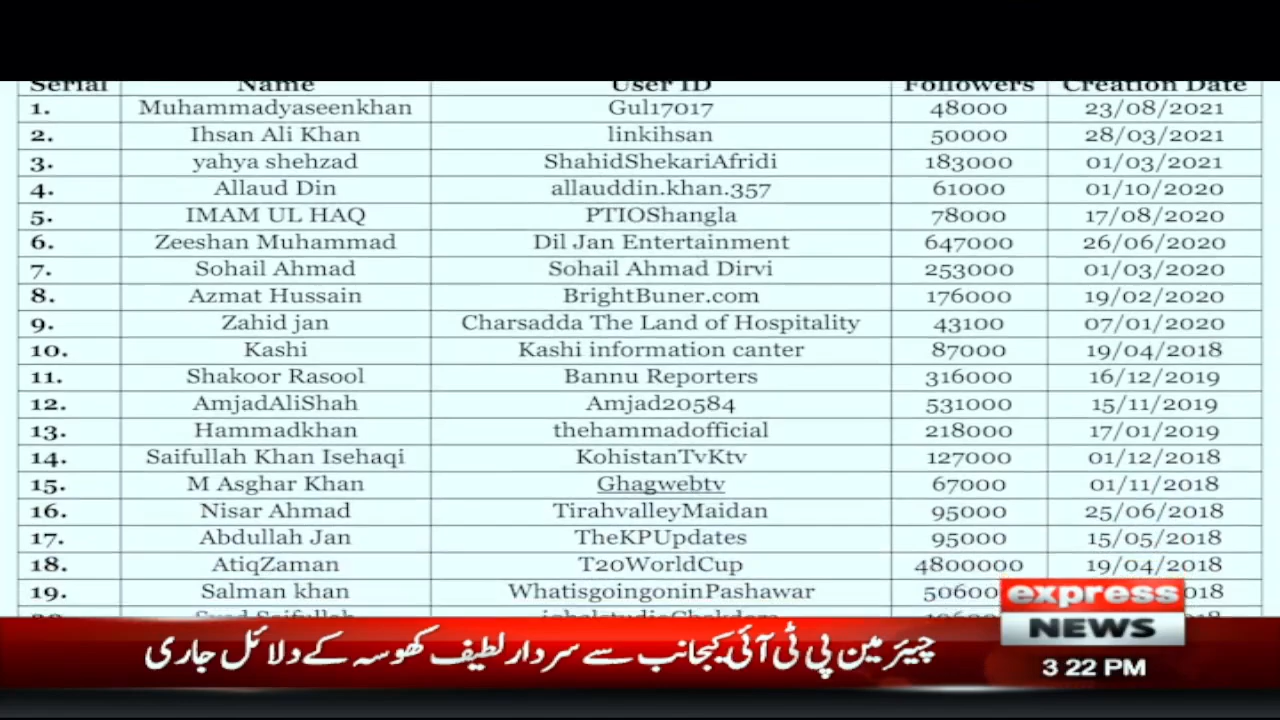 Serial Name User ID Followers Creation Date
1. Muhammadyaseenkhan Gul17017 48000 23/08/2021
2. Ihsan Ali Khan linkihsan 50000 28/03/2021
3. yahya shehzad ShahidShekariAfridi 183000 01/03/2021
4. Allaud Din allauddin.khan.357 61000 01/10/2020
5. IMAM UL HAQ PTIOShangla 78000 17/08/2020
6. Zeeshan Muhammad Dil Jan Entertainment 647000 26/06/2020
7. Sohail Ahmad Sohail Ahmad Dirvi 253000 01/03/2020
8. Azmat Hussain BrightBuner.com 176000 19/02/2020
9. Zahid jan Charsadda The Land of Hospitality 43100 07/01/2020
10. Kashi Kashi information canter 87000 19/04/2018
11. Shakoor Rasool Bannu Reporters 316000 16/12/2019
12. AmjadAliShah Amjad20584 531000 15/11/2019
13. Hammadkhan thehammadofficial 218000 17/01/2019
14. Saifullah Khan Isehaqi KohistanTvKtv 127000 01/12/2018
15. M Asghar Khan Ghagwebtv 67000 01/11/2018
16. Nisar Ahmad TirahvalleyMaidan 95000 25/06/2018
17. Abdullah Jan TheKPUpdates 95000 15/05/2018
18. AtiqZaman T20WorldCup 4800000 19/04/2018
19. Salman khan WhatisgoingoninPashawar 50600 018
express
NEWS
چیئرمین پی ٹی آئی کیجانب سے سردار لطیف کھوسہ کے دلائل جاری
3:22 PM